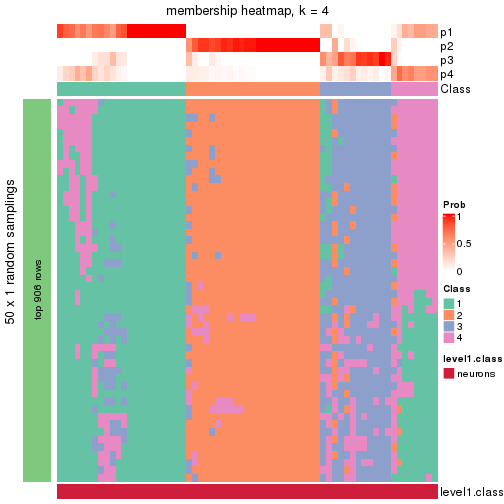 membership heatmap, k = 4
p1
p2
p3
p4
Class
50 x 1 random samplings
top 906 rows
Prob
1
0.5
0
Class
1
2
3
4
level1.class
neurons
level1.class